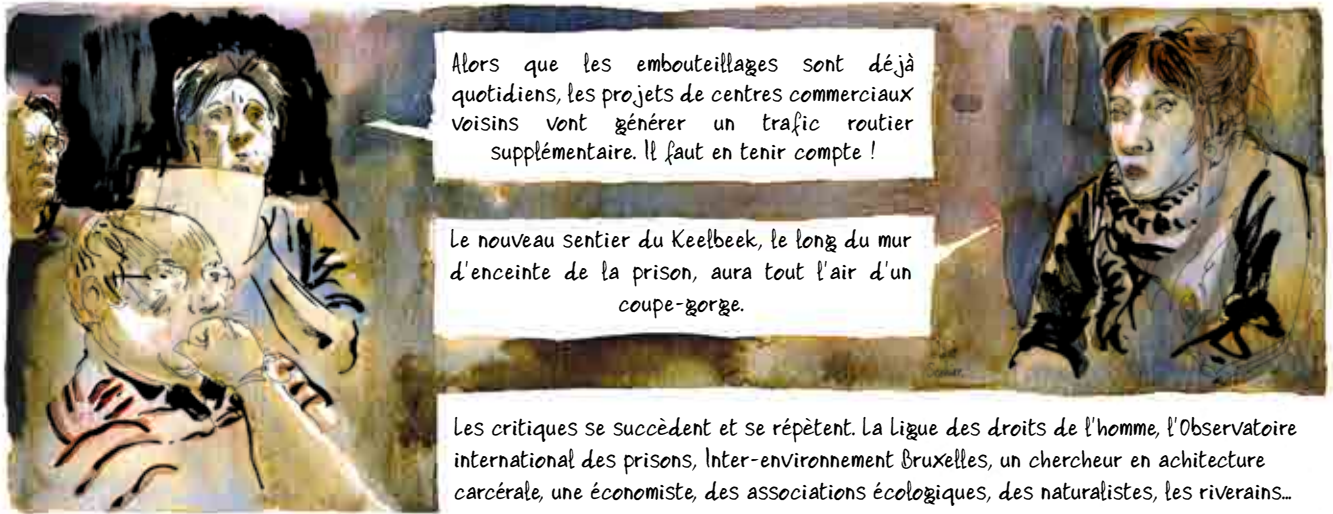 Alors que les embouteillages sont déjà
quotidiens, les projets de centres commerciaux
voisins vont générer un trafic routier
supplémentaire. Il faut en tenir compte !
Le nouveau sentier du Keelbeek, le long du mur
d'enceinte de la prison, aura tout l'air d'un
coupe-gorge.
Les critiques se succèdent et se répètent. La Ligue des droits de l'homme, l'Observatoire
international des prisons, Inter-environnement Bruxelles, un chercheur en achitecture
carcérale, une économiste, des associations écologiques, des naturalistes, les riverains...